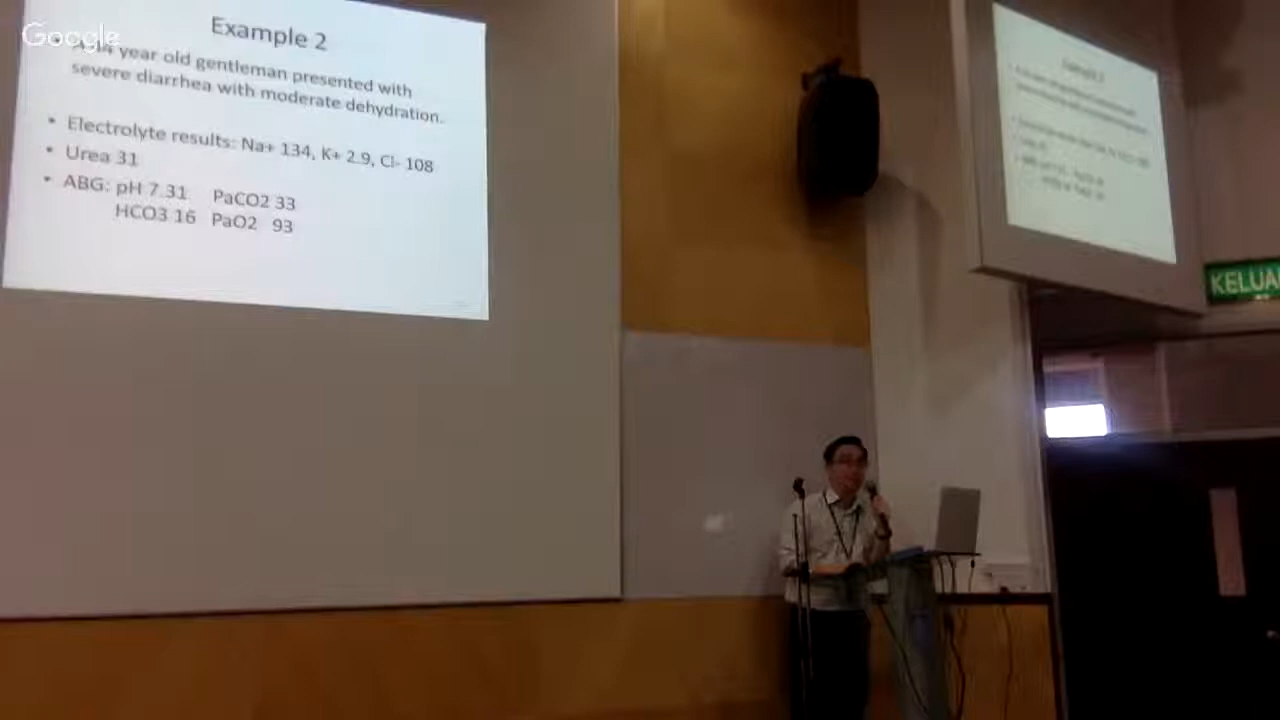 Google
Example 2
year old gentleman presented with
severe diarrhea with moderate dehydration.
• Electrolyte results: Na+ 134, K+ 2.9, Cl- 108
• Urea 31
• ABG: pH 7.31 PaCO2 33
HCO3 16 PaO2 93
KELUA